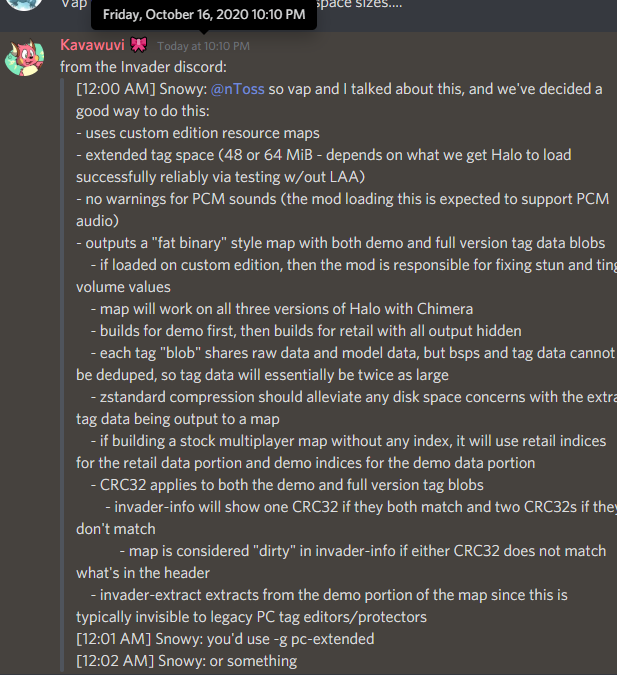 Vap
space sizes....
Friday, October 16, 2020 10:10 PM
Kavawuvi Today at 10:10 PM
from the Invader discord:
[12:00 AM] Snowy: @nToss so vap and I talked about this, and we've decided a
good way to do this:
- uses custom edition resource maps
- extended tag space (48 or 64 MiB - depends on what we get Halo to load
successfully reliably via testing w/out LAA)
- no warnings for PCM sounds (the mod loading this is expected to support PCM
audio)
- outputs a "fat binary" style map with both demo and full version tag data blobs
- if loaded on custom edition, then the mod is responsible for fixing stun and ting
volume values
- map will work on all three versions of Halo with Chimera
- builds for demo first, then builds for retail with all output hidden
- each tag "blob" shares raw data and model data, but bsps and tag data cannot
be deduped, so tag data will essentially be twice as large
- zstandard compression should alleviate any disk space concerns with the extra
tag data being output to a map
- if building a stock multiplayer map without any index, it will use retail indices
for the retail data portion and demo indices for the demo data portion
- CRC32 applies to both the demo and full version tag blobs
- invader-info will show one CRC32 if they both match and two CRC32s if they
don't match
- map is considered "dirty" in invader-info if either CRC32 does not match
what's in the header
- invader-extract extracts from the demo portion of the map since this is
typically invisible to legacy PC tag editors/protectors
[12:01 AM] Snowy: you'd use -g pc-extended
[12:02 AM] Snowy: or something